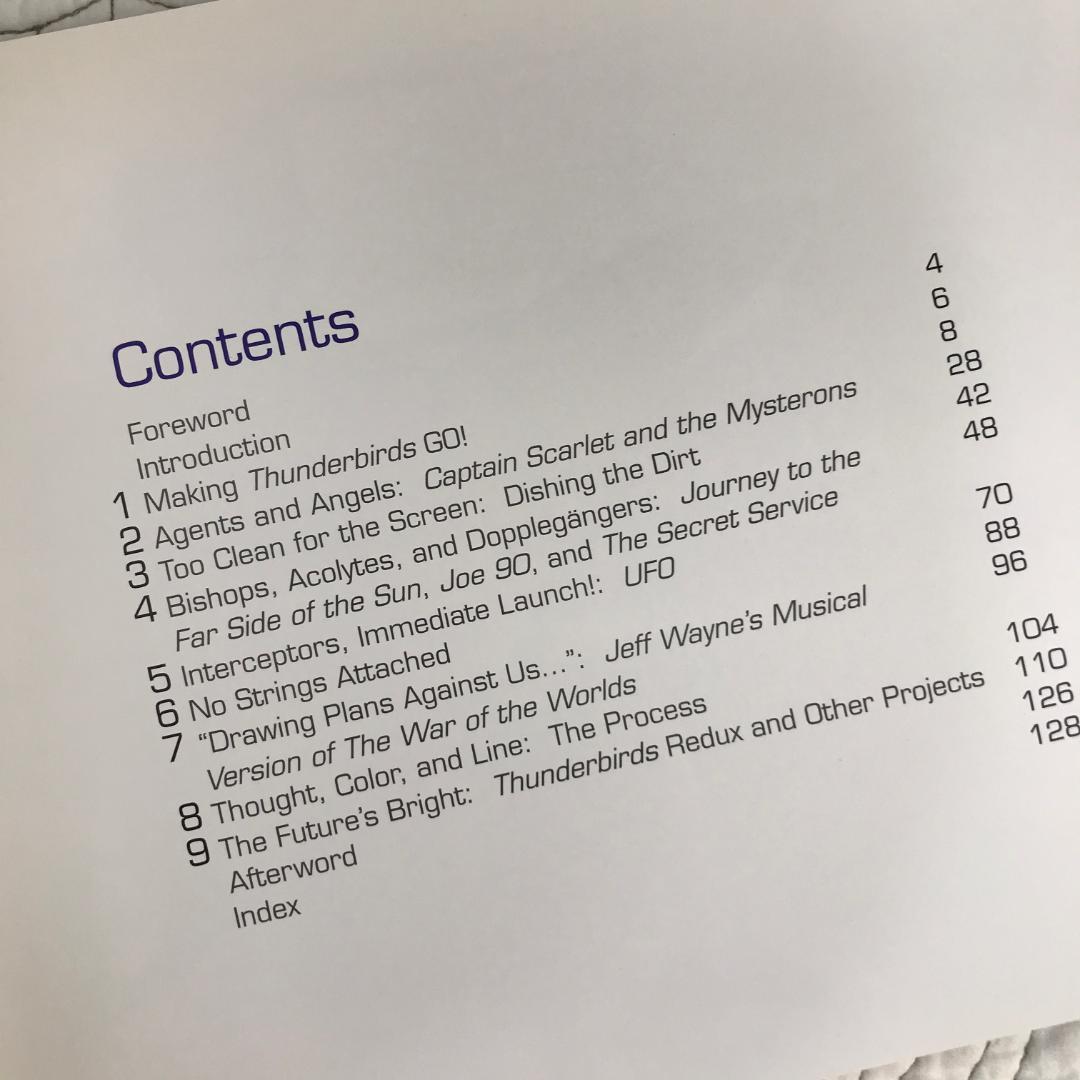 Contents
Foreword 4
Introduction 6
1 Making Thunderbirds GO! 8
2 Agents and Angels: Captain Scarlet and the Mysterons 28
3 Too Clean for the Screen: Dishing the Dirt 42
4 Bishops, Acolytes, and Dopplegängers: Journey to the 48
Far Side of the Sun, Joe 90, and The Secret Service
5 Interceptors, Immediate Launch!: UFO 70
6 No Strings Attached 88
7 “Drawing Plans Against Us...”: Jeff Wayne’s Musical 96
Version of The War of the Worlds
8 Thought, Color, and Line: The Process 104
9 The Future’s Bright: Thunderbirds Redux and Other Projects 110
Afterword 126
Index 128